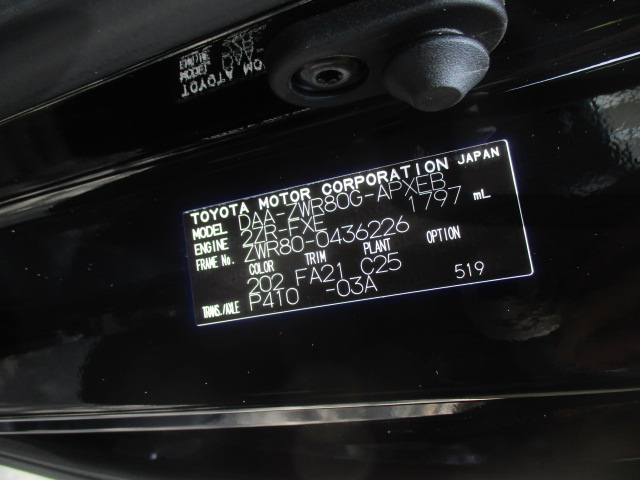 TOYOTA MOTOR CORPORATION JAPAN
MODEL DAA-ZWR80G-APXEB
ENGINE 2ZR-FXE 1797 mL
FRAME No. ZWR80-0436226
COLOR TRIM PLANT OPTION
202 FA21 C25
TRANS./AXLE P410 -03A 519